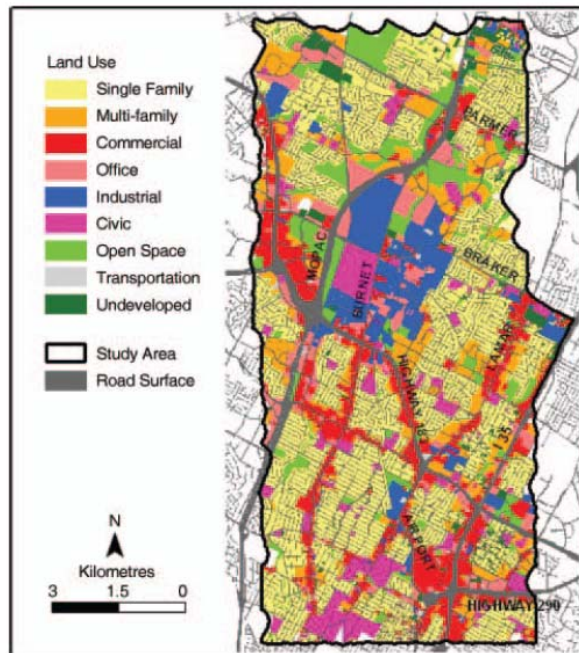 Land Use
Single Family
Multi-family
Commercial
Office
Industrial
Civic
Open Space
Transportation
Undeveloped
Study Area
Road Surface
N
Kilometres
3 1.5 0
PARMER
MOPAC
BURNET
BRAKER
LAMAR
HIGHWAY 183
I 35
AIRPORT
HIGHWAY 290